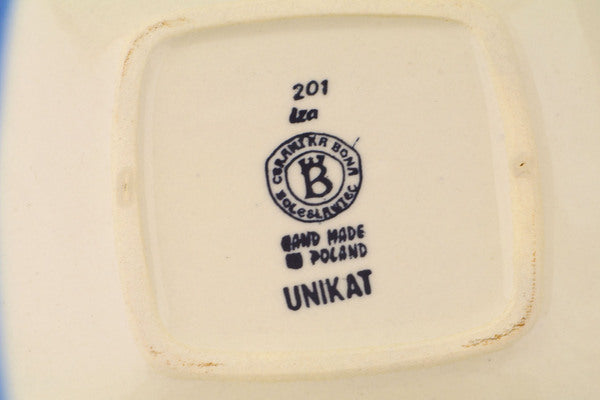 201
Iza
CERAMIKA BONA
B
BOLESŁAWIEC
HAND MADE
POLAND
UNIKAT